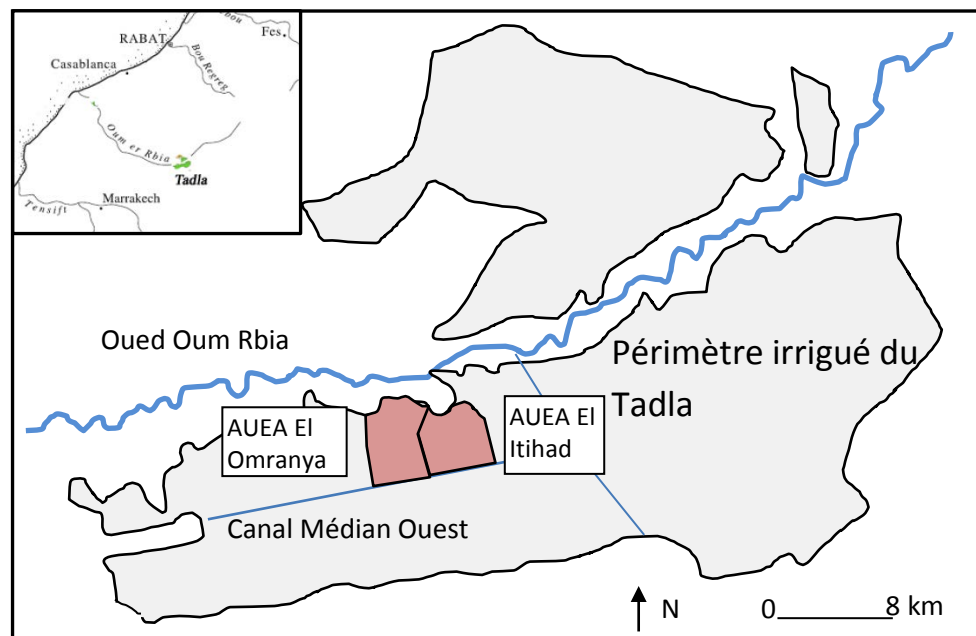 bou
Fes.
RABAT
Casablanca
Bou Regreg
Oum er Rbia
Tadla
Marrakech
Tensift
Oued Oum Rbia
Périmètre irrigué du
Tadla
AUEA El
Omranya
AUEA El
Itihad
Canal Médian Ouest
N
0
8 km